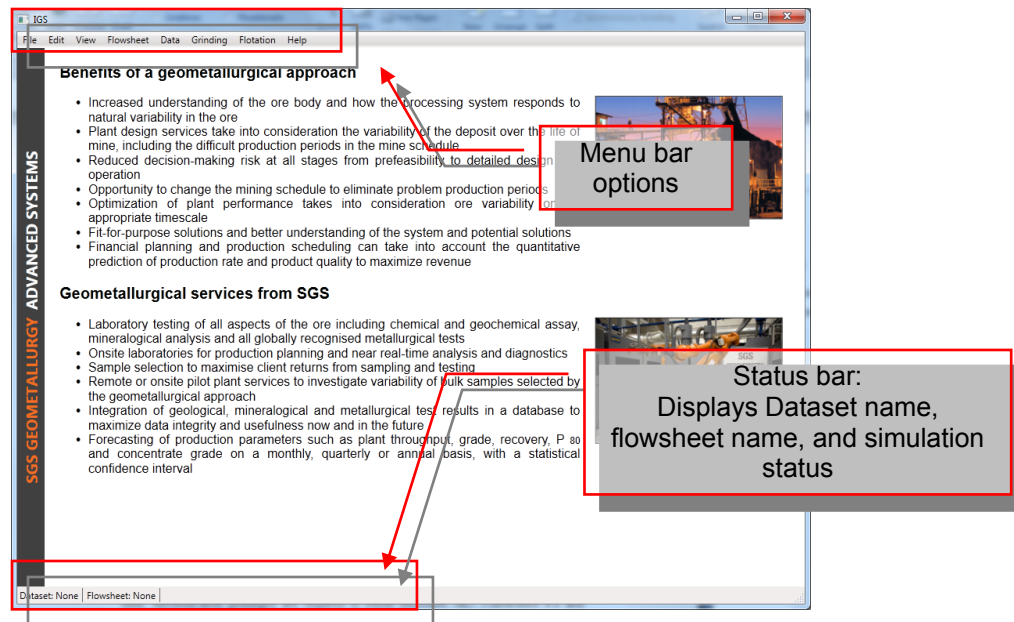 IGS
File Edit View Flowsheet Data Grinding Flotation Help
SGS GEOMETALLURGY ADVANCED SYSTEMS
Benefits of a geometallurgical approach
• Increased understanding of the ore body and how the processing system responds to
natural variability in the ore
• Plant design services take into consideration the variability of the deposit over the life of
mine, including the difficult production periods in the mine schedule
• Reduced decision-making risk at all stages from prefeasibility to detailed design
operation
• Opportunity to change the mining schedule to eliminate problem production periods
• Optimization of plant performance takes into consideration ore variability on
appropriate timescale
• Fit-for-purpose solutions and better understanding of the system and potential solutions
• Financial planning and production scheduling can take into account the quantitative
prediction of production rate and product quality to maximize revenue
Menu bar
options
Geometallurgical services from SGS
• Laboratory testing of all aspects of the ore including chemical and geochemical assay,
mineralogical analysis and all globally recognised metallurgical tests
• Onsite laboratories for production planning and near real-time analysis and diagnostics
• Sample selection to maximise client returns from sampling and testing
• Remote or onsite pilot plant services to investigate variability of bulk samples selected by
the geometallurgical approach
• Integration of geological, mineralogical and metallurgical test results in a database to
maximize data integrity and usefulness now and in the future
• Forecasting of production parameters such as plant throughput, grade, recovery, P 80
and concentrate grade on a monthly, quarterly or annual basis, with a statistical
confidence interval
SGS
Status bar:
Displays Dataset name,
flowsheet name, and simulation
status
Dataset: None Flowsheet: None